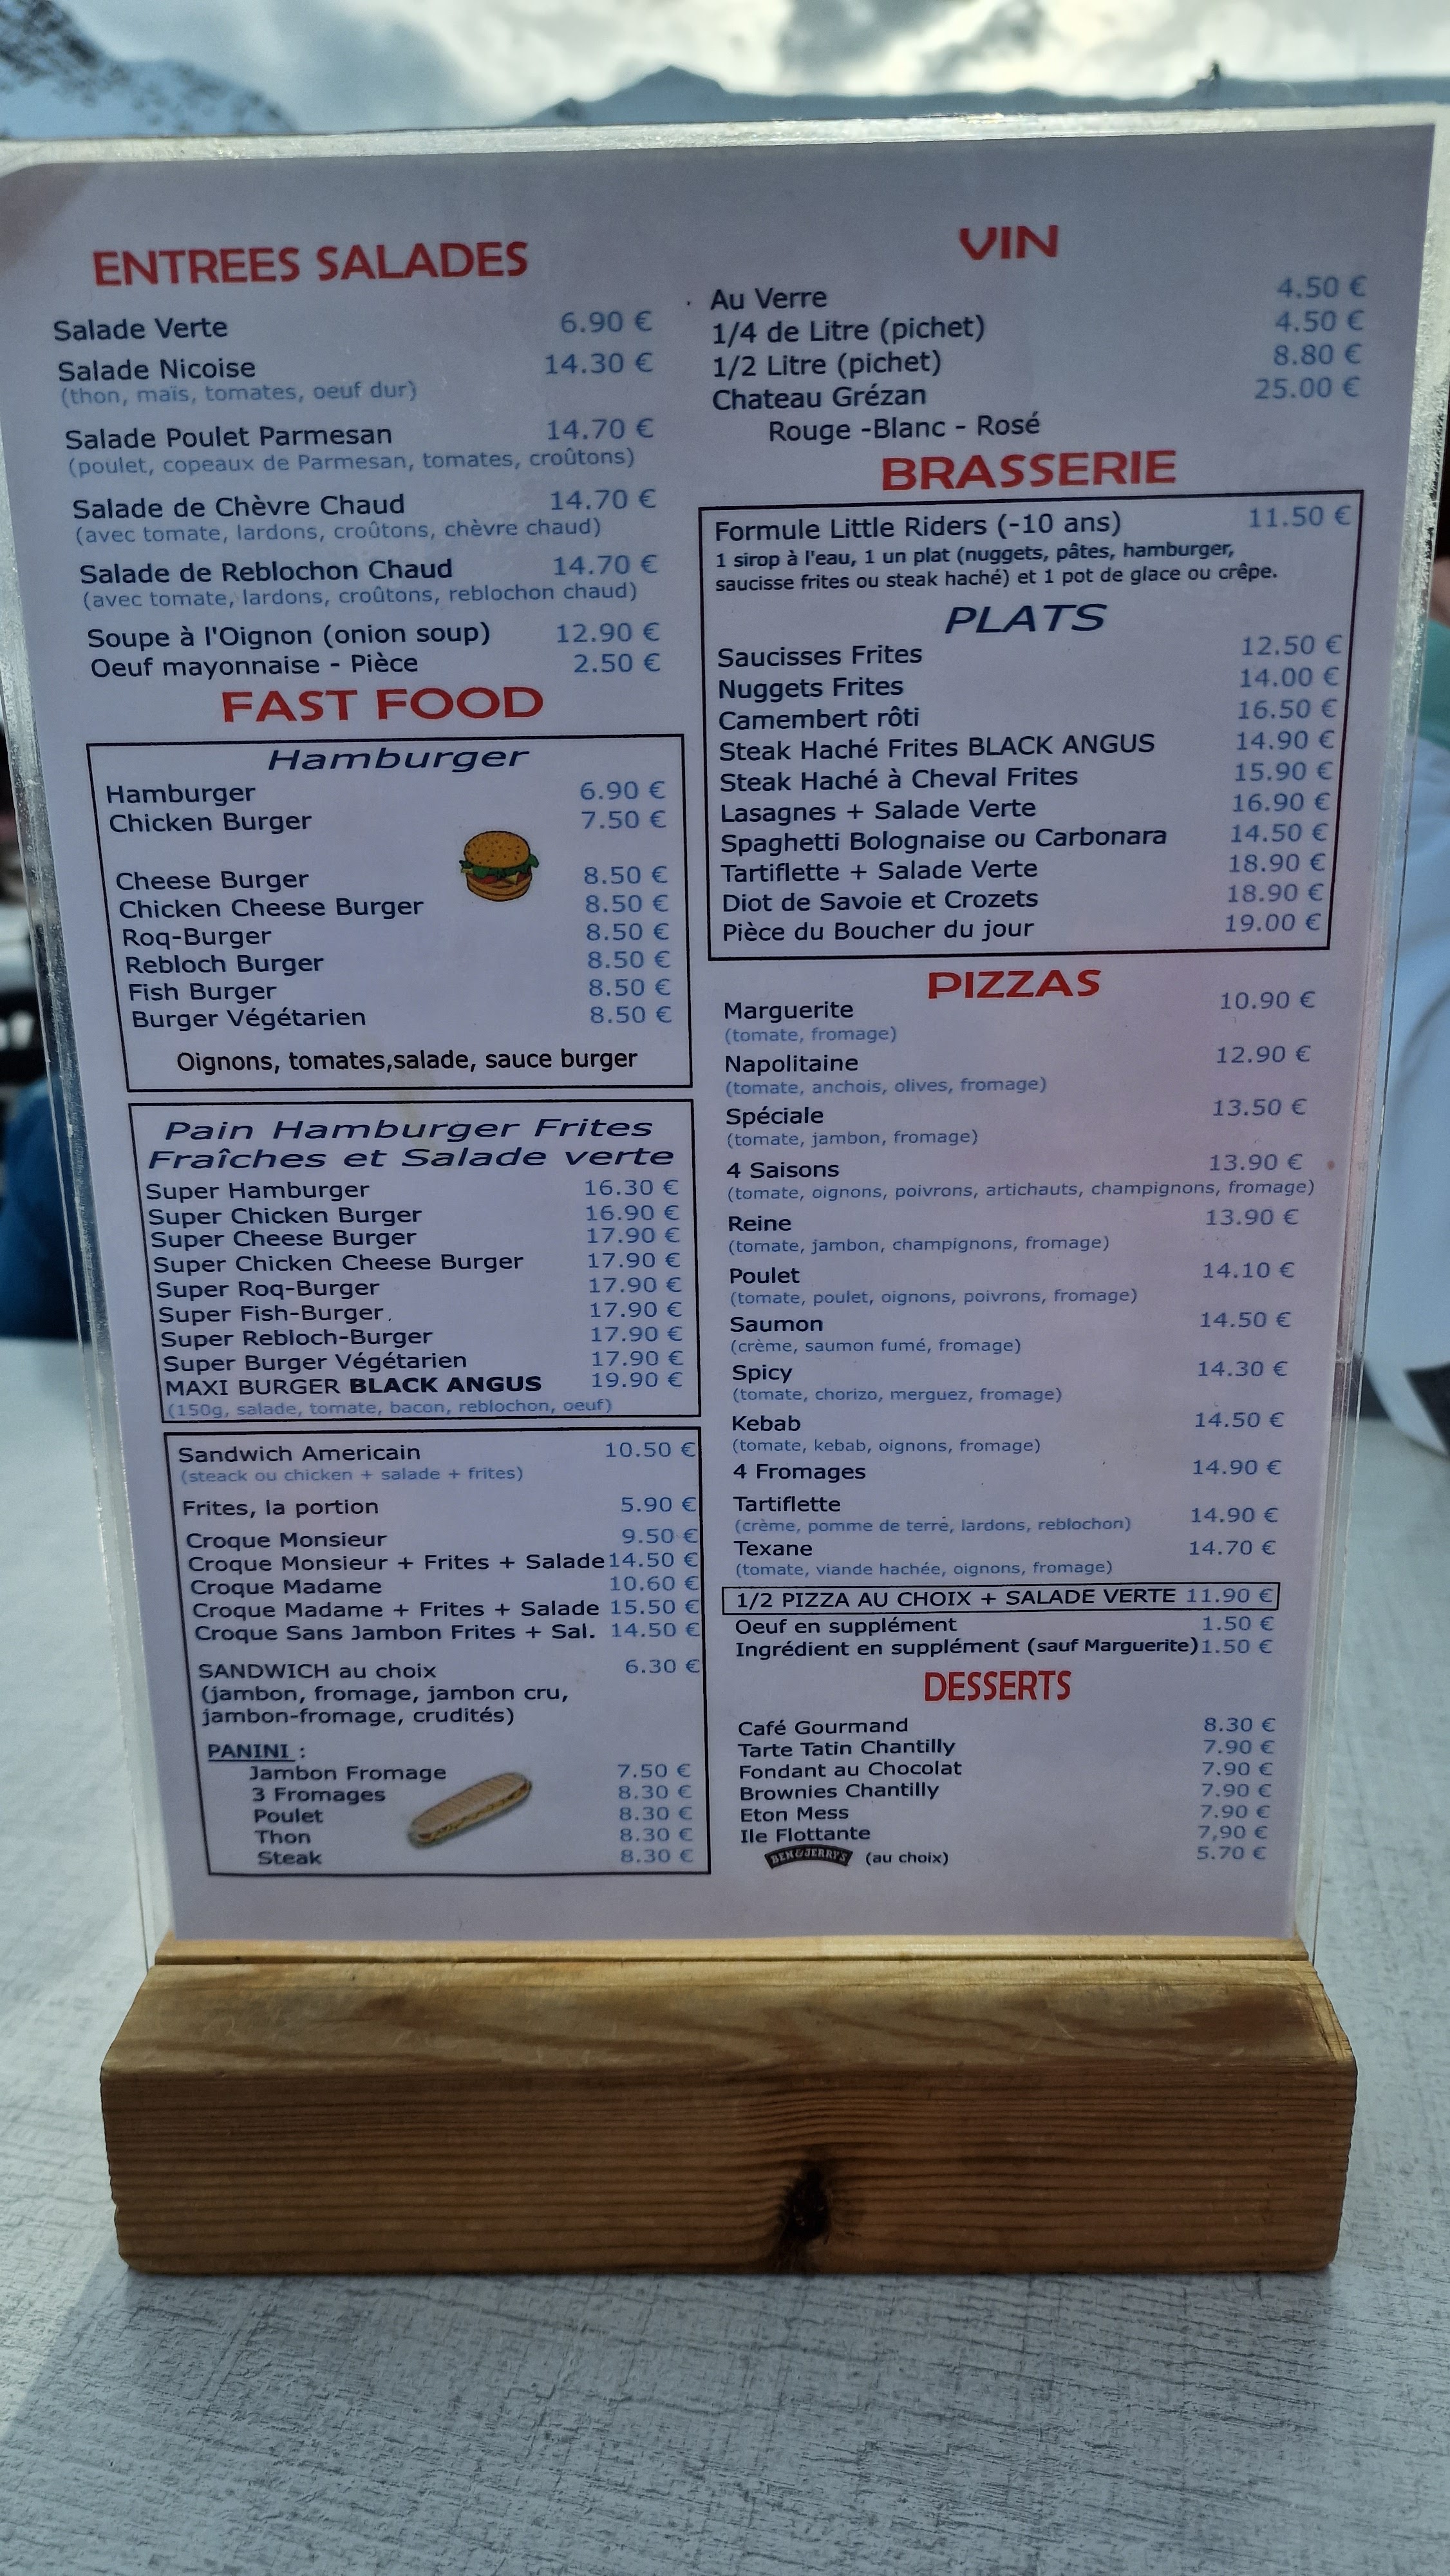 ENTREES SALADES
Salade Verte 6.90 €
Salade Nicoise 14.30 €
(thon, maïs, tomates, oeuf dur)
Salade Poulet Parmesan 14.70 €
(poulet, copeaux de Parmesan, tomates, croûtons)
Salade de Chèvre Chaud 14.70 €
(avec tomate, lardons, croûtons, chèvre chaud)
Salade de Reblochon Chaud 14.70 €
(avec tomate, lardons, croûtons, reblochon chaud)
Soupe à l'Oignon (onion soup) 12.90 €
Oeuf mayonnaise - Pièce 2.50 €
FAST FOOD
Hamburger
Hamburger 6.90 €
Chicken Burger 7.50 €
Cheese Burger 8.50 €
Chicken Cheese Burger 8.50 €
Roq-Burger 8.50 €
Rebloch Burger 8.50 €
Fish Burger 8.50 €
Burger Végétarien 8.50 €
Oignons, tomates,salade, sauce burger
Pain Hamburger Frites
Fraîches et Salade verte
Super Hamburger 16.30 €
Super Chicken Burger 16.90 €
Super Cheese Burger 17.90 €
Super Chicken Cheese Burger 17.90 €
Super Roq-Burger 17.90 €
Super Fish-Burger. 17.90 €
Super Rebloch-Burger 17.90 €
Super Burger Végétarien 17.90 €
MAXI BURGER BLACK ANGUS 19.90 €
(150g, salade, tomate, bacon, reblochon, oeuf)
Sandwich Americain 10.50 €
(steack ou chicken + salade + frites)
Frites, la portion 5.90 €
Croque Monsieur 9.50 €
Croque Monsieur + Frites + Salade 14.50 €
Croque Madame 10.60 €
Croque Madame + Frites + Salade 15.50 €
Croque Sans Jambon Frites + Sal. 14.50 €
SANDWICH au choix 6.30 €
(jambon, fromage, jambon cru,
jambon-fromage, crudités)
PANINI :
Jambon Fromage 7.50 €
3 Fromages 8.30 €
Poulet 8.30 €
Thon 8.30 €
Steak 8.30 €
VIN
Au Verre 4.50 €
1/4 de Litre (pichet) 4.50 €
1/2 Litre (pichet) 8.80 €
Chateau Grézan 25.00 €
Rouge -Blanc - Rosé
BRASSERIE
Formule Little Riders (-10 ans) 11.50 €
1 sirop à l'eau, 1 un plat (nuggets, pâtes, hamburger,
saucisse frites ou steak haché) et 1 pot de glace ou crêpe.
PLATS
Saucisses Frites 12.50 €
Nuggets Frites 14.00 €
Camembert rôti 16.50 €
Steak Haché Frites BLACK ANGUS 14.90 €
Steak Haché à Cheval Frites 15.90 €
Lasagnes + Salade Verte 16.90 €
Spaghetti Bolognaise ou Carbonara 14.50 €
Tartiflette + Salade Verte 18.90 €
Diot de Savoie et Crozets 18.90 €
Pièce du Boucher du jour 19.00 €
PIZZAS
Marguerite 10.90 €
(tomate, fromage)
Napolitaine 12.90 €
(tomate, anchois, olives, fromage)
Spéciale 13.50 €
(tomate, jambon, fromage)
4 Saisons 13.90 €
(tomate, oignons, poivrons, artichauts, champignons, fromage)
Reine 13.90 €
(tomate, jambon, champignons, fromage)
Poulet 14.10 €
(tomate, poulet, oignons, poivrons, fromage)
Saumon 14.50 €
(crème, saumon fumé, fromage)
Spicy 14.30 €
(tomate, chorizo, merguez, fromage)
Kebab 14.50 €
(tomate, kebab, oignons, fromage)
4 Fromages 14.90 €
Tartiflette 14.90 €
(crème, pomme de terre, lardons, reblochon)
Texane 14.70 €
(tomate, viande hachée, oignons, fromage)
1/2 PIZZA AU CHOIX + SALADE VERTE 11.90 €
Oeuf en supplément 1.50 €
Ingrédient en supplément (sauf Marguerite) 1.50 €
DESSERTS
Café Gourmand 8.30 €
Tarte Tatin Chantilly 7.90 €
Fondant au Chocolat 7.90 €
Brownies Chantilly 7.90 €
Eton Mess 7.90 €
Ile Flottante 7,90 €
BEN & JERRY'S (au choix) 5.70 €